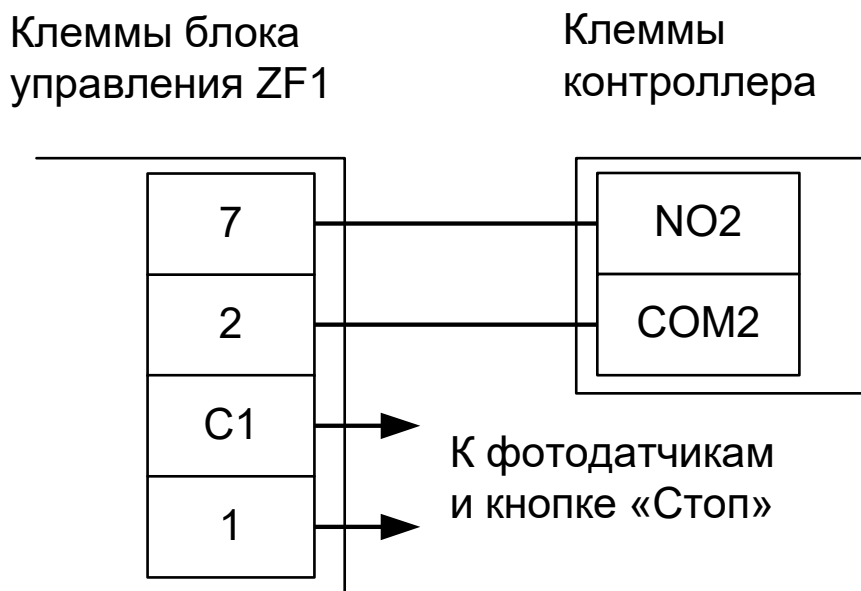 Клеммы блока
управления ZF1
Клеммы
контроллера
7
NO2
2
COM2
C1
1
К фотодатчикам
и кнопке «Стоп»